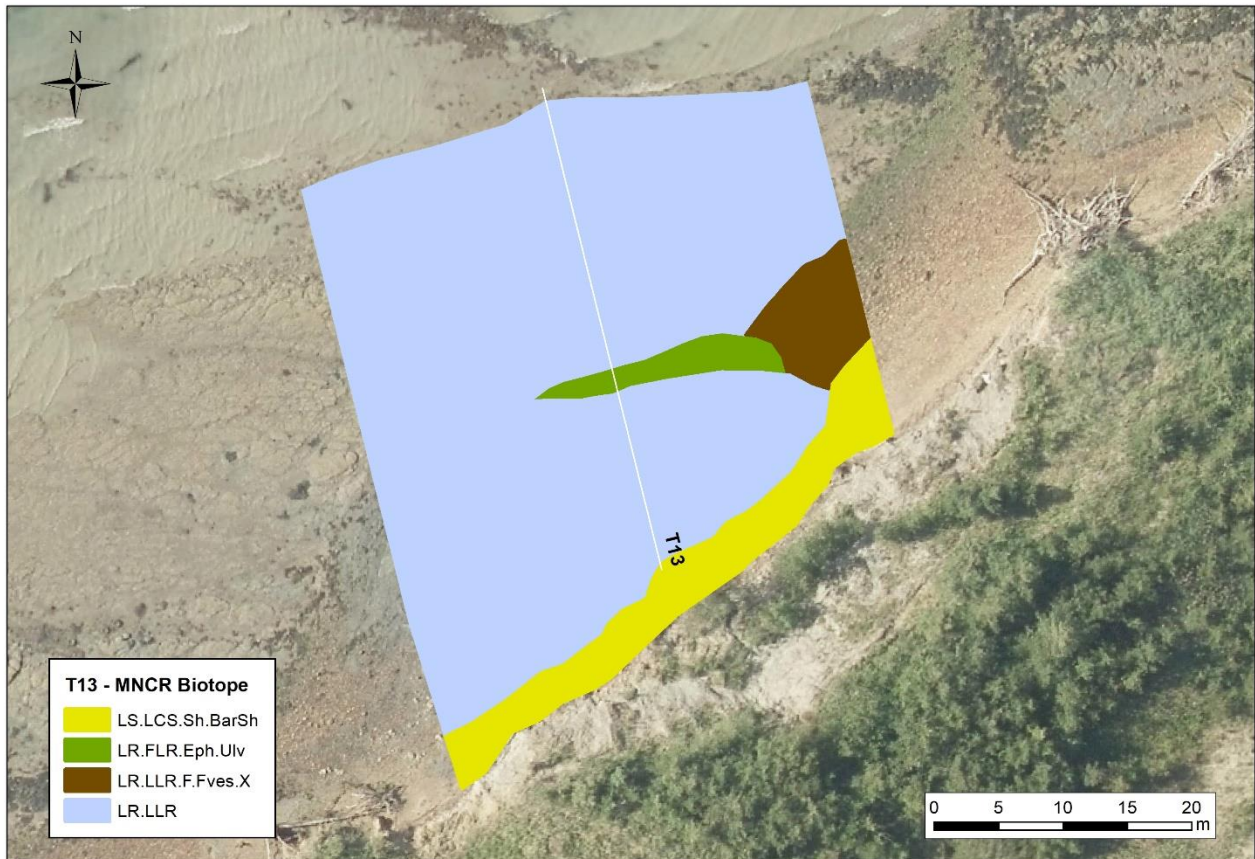 N
T13
T13 - MNCR Biotope
LS.LCS.Sh.BarSh
LR.FLR.Eph.Ulv
LR.LLR.F.Fves.X
LR.LLR
0 5 10 15 20
m